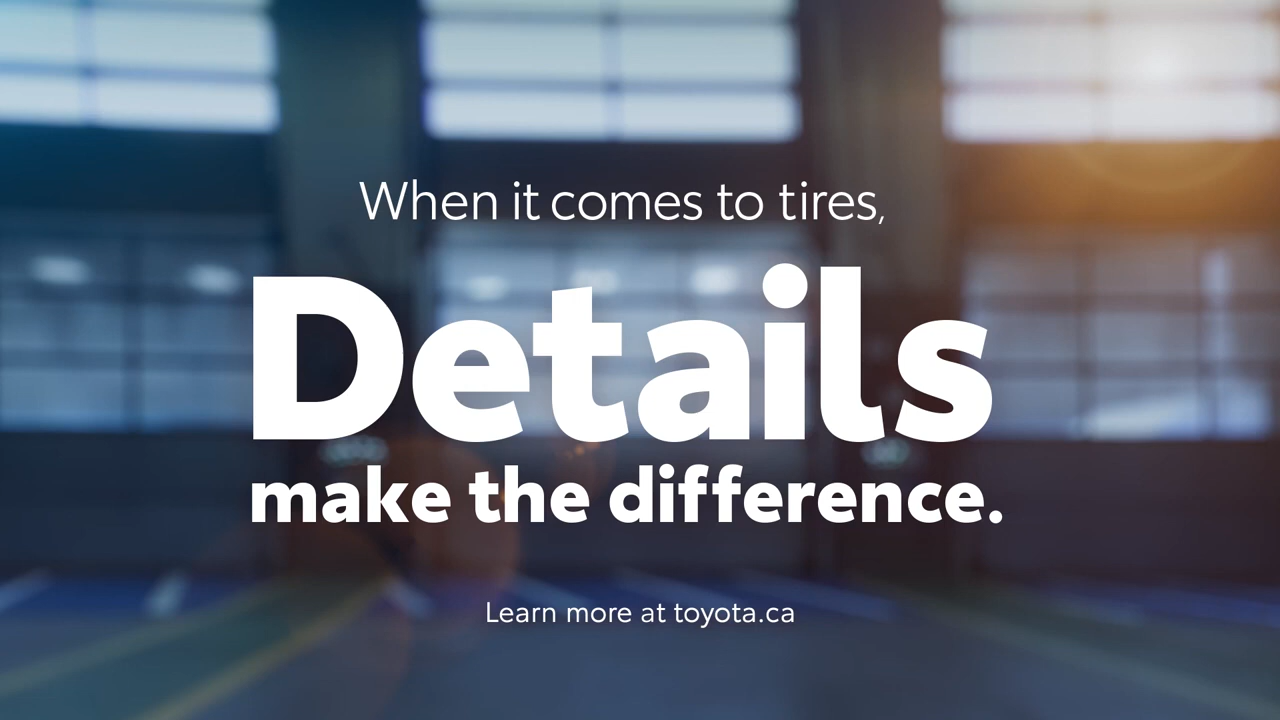 When it comes to tires,
Details
make the difference.
Learn more at toyota.ca